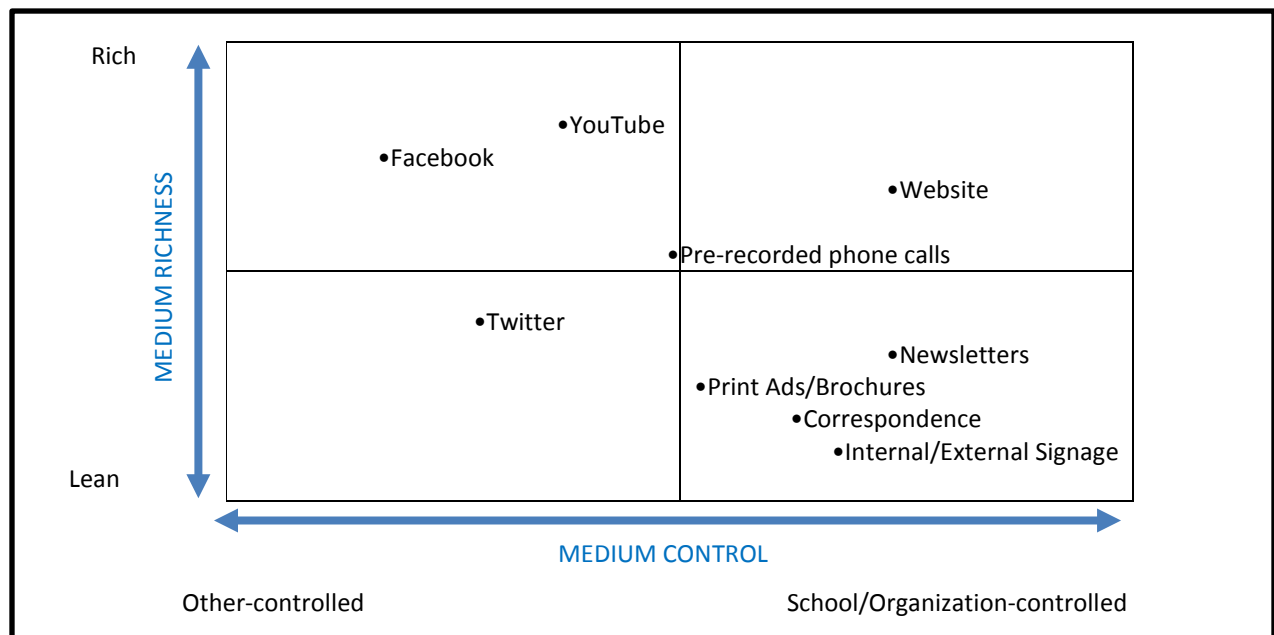 Rich
•YouTube
•Facebook
•Website
MEDIUM RICHNESS
•Pre-recorded phone calls
•Twitter
•Newsletters
•Print Ads/Brochures
•Correspondence
•Internal/External Signage
Lean
MEDIUM CONTROL
Other-controlled
School/Organization-controlled